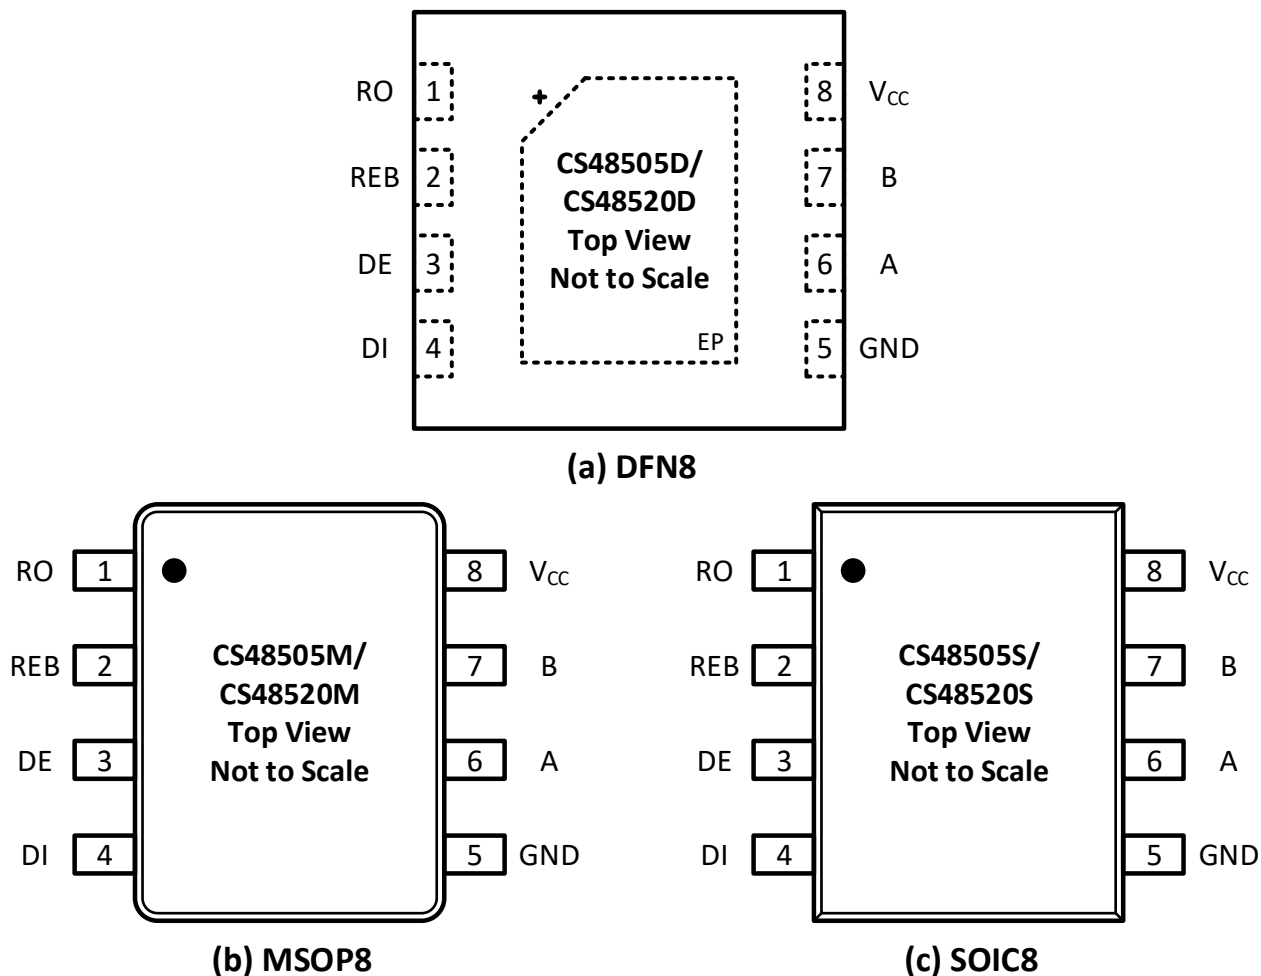 RO 1 8 VCC
REB 2 7 B
DE 3 6 A
DI 4 5 GND
+
CS48505D/
CS48520D
Top View
Not to Scale
EP
(a) DFN8
RO 1 8 VCC
REB 2 7 B
DE 3 6 A
DI 4 5 GND
CS48505M/
CS48520M
Top View
Not to Scale
(b) MSOP8
RO 1 8 VCC
REB 2 7 B
DE 3 6 A
DI 4 5 GND
CS48505S/
CS48520S
Top View
Not to Scale
(c) SOIC8